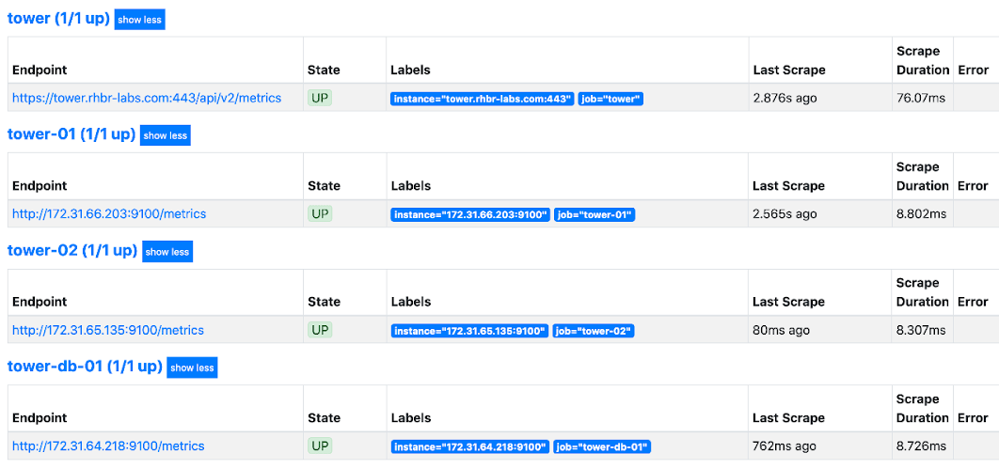 tower (1/1 up) show less
Scrape
Endpoint State Labels Last Scrape Duration Error
https://tower.rhbr-labs.com:443/api/v2/metrics UP instance="tower.rhbr-labs.com:443" job="tower" 2.876s ago 76.07ms
tower-01 (1/1 up) show less
Scrape
Endpoint State Labels Last Scrape Duration Error
http://172.31.66.203:9100/metrics UP instance="172.31.66.203:9100" job="tower-01" 2.565s ago 8.802ms
tower-02 (1/1 up) show less
Scrape
Endpoint State Labels Last Scrape Duration Error
http://172.31.65.135:9100/metrics UP instance="172.31.65.135:9100" job="tower-02" 80ms ago 8.307ms
tower-db-01 (1/1 up) show less
Scrape
Endpoint State Labels Last Scrape Duration Error
http://172.31.64.218:9100/metrics UP instance="172.31.64.218:9100" job="tower-db-01" 762ms ago 8.726ms